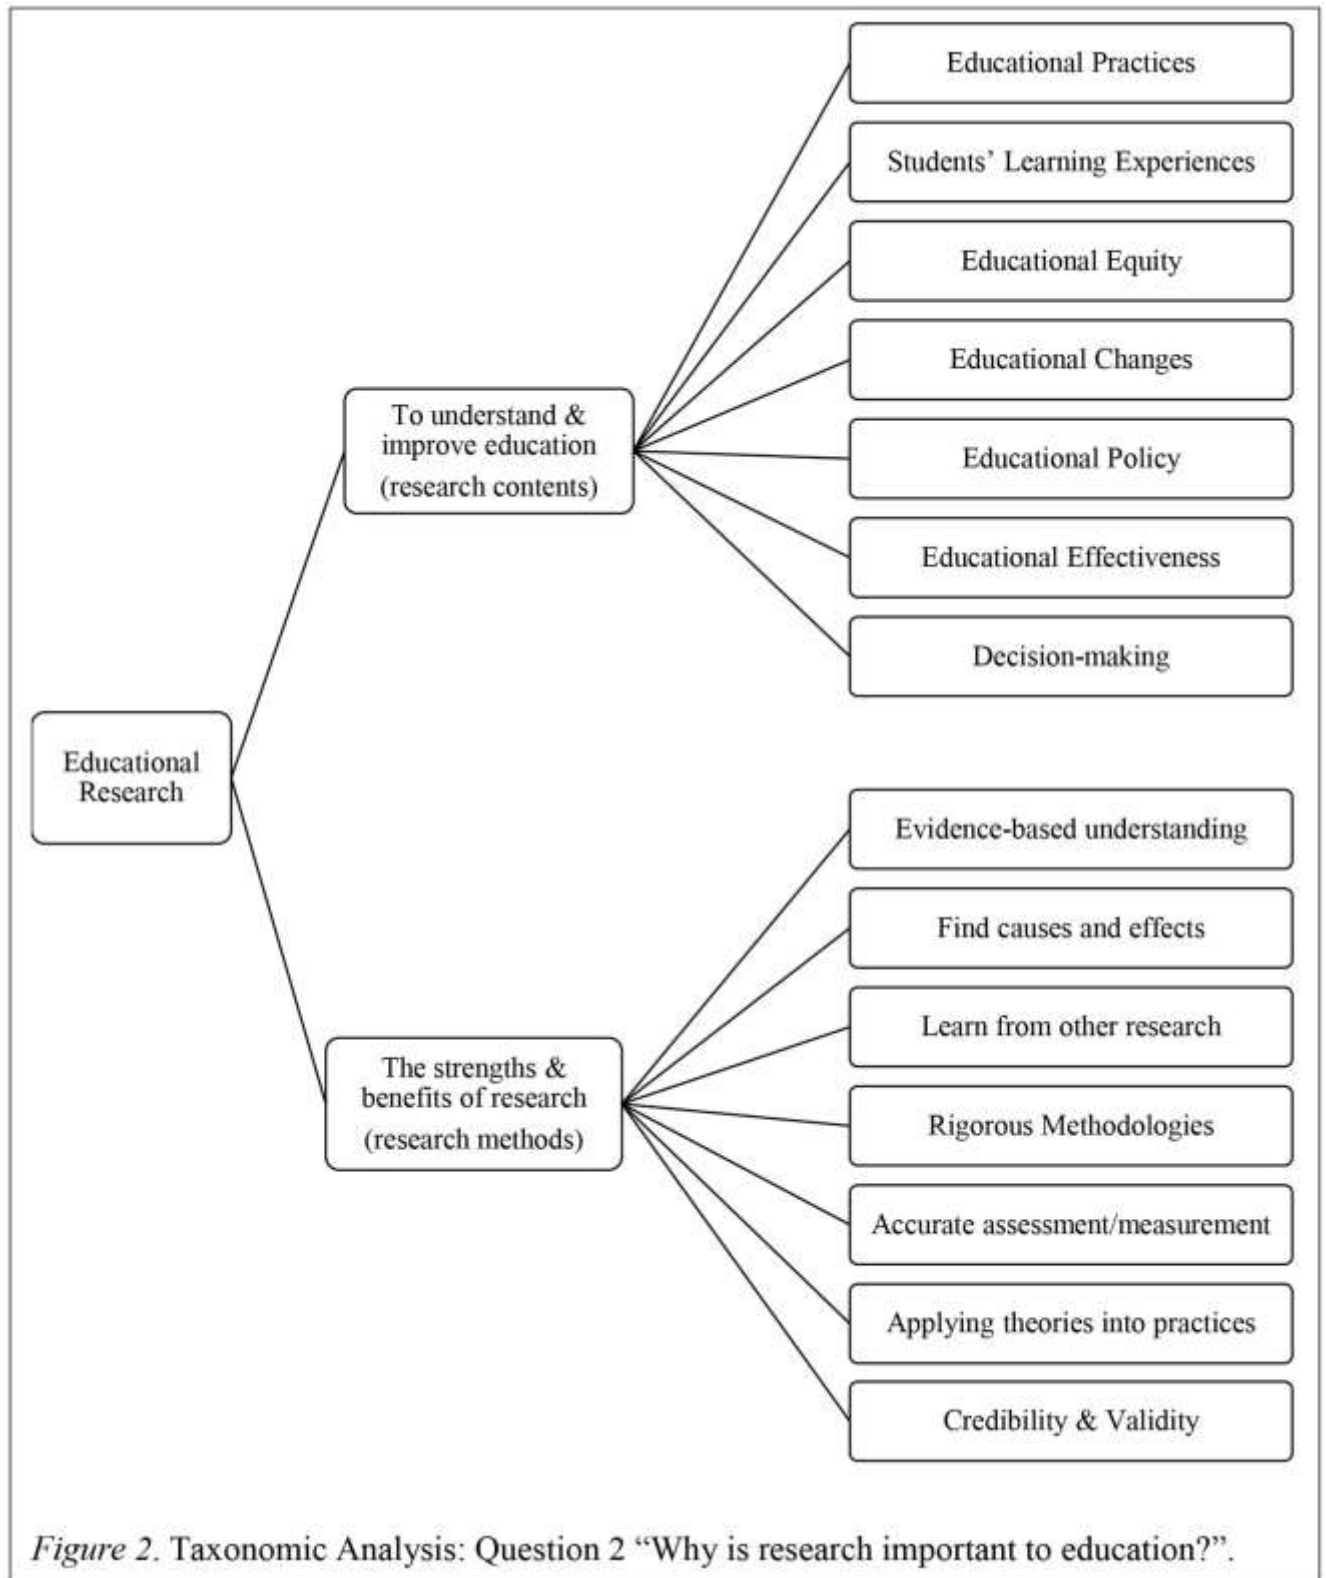 Educational Practices
Students’ Learning Experiences
Educational Equity
Educational Changes
To understand &
improve education
(research contents)
Educational Policy
Educational Effectiveness
Decision-making
Educational
Research
Evidence-based understanding
Find causes and effects
Learn from other research
The strengths &
benefits of research
(research methods)
Rigorous Methodologies
Accurate assessment/measurement
Applying theories into practices
Credibility & Validity
Figure 2. Taxonomic Analysis: Question 2 “Why is research important to education?”.